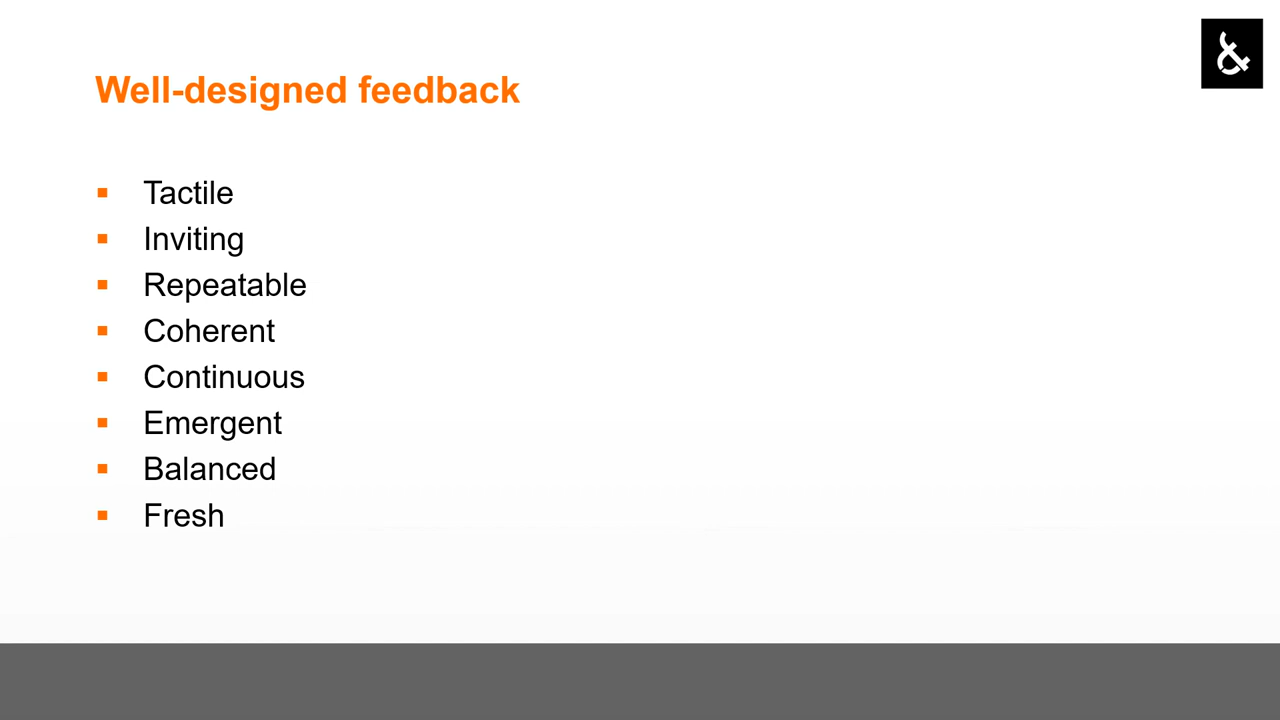 Well-designed feedback
Tactile
Inviting
Repeatable
Coherent
Continuous
Emergent
Balanced
Fresh
&